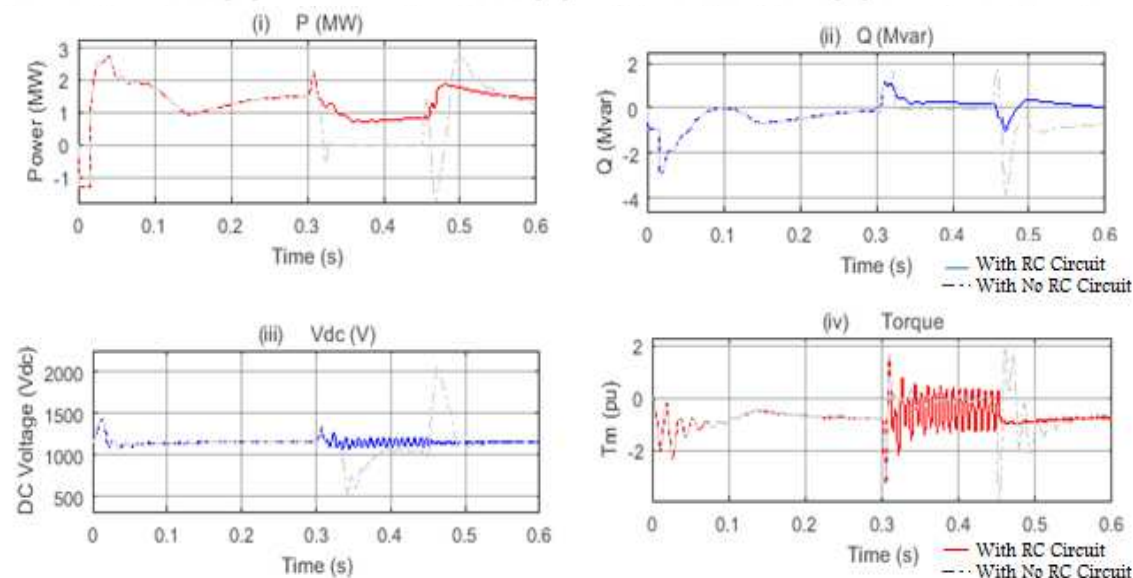 (i) P (MW)
Power (MW)
3
2
1
0
-1
0 0.1 0.2 0.3 0.4 0.5 0.6
Time (s)
(ii) Q (Mvar)
Q (Mvar)
2
0
-2
-4
0 0.1 0.2 0.3 0.4 0.5 0.6
Time (s)
With RC Circuit
With No RC Circuit
(iii) Vdc (V)
DC Voltage (Vdc)
2000
1500
1000
500
0 0.1 0.2 0.3 0.4 0.5 0.6
Time (s)
(iv) Torque
Tm (pu)
2
0
-2
0 0.1 0.2 0.3 0.4 0.5 0.6
Time (s)
With RC Circuit
With No RC Circuit